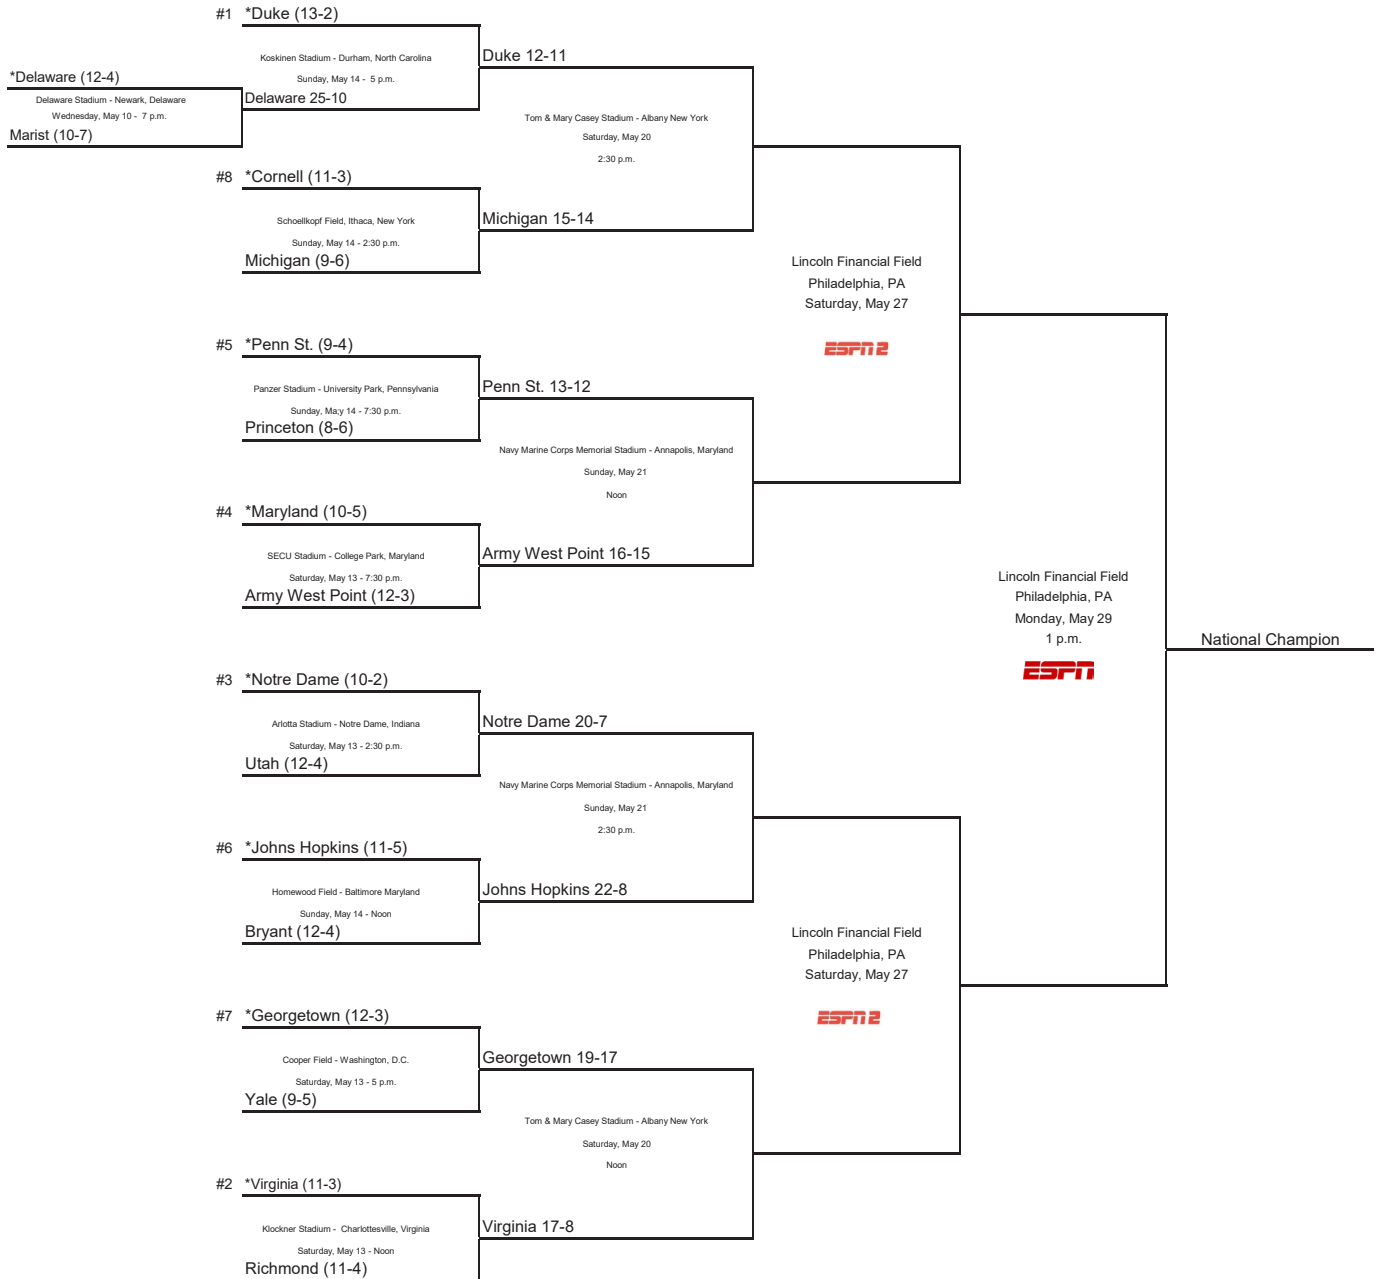 #1 *Duke (13-2)
Koskinen Stadium - Durham, North Carolina
Sunday, May 14 - 5 p.m.
Duke 12-11
*Delaware (12-4)
Delaware Stadium - Newark, Delaware
Wednesday, May 10 - 7 p.m.
Marist (10-7)
Delaware 25-10
Tom & Mary Casey Stadium - Albany New York
Saturday, May 20
2:30 p.m.
#8 *Cornell (11-3)
Schoellkopf Field, Ithaca, New York
Sunday, May 14 - 2:30 p.m.
Michigan (9-6)
Michigan 15-14
Lincoln Financial Field
Philadelphia, PA
Saturday, May 27
ESPN 2
#5 *Penn St. (9-4)
Panzer Stadium - University Park, Pennsylvania
Sunday, Ma;y 14 - 7:30 p.m.
Princeton (8-6)
Penn St. 13-12
Navy Marine Corps Memorial Stadium - Annapolis, Maryland
Sunday, May 21
Noon
#4 *Maryland (10-5)
SECU Stadium - College Park, Maryland
Saturday, May 13 - 7:30 p.m.
Army West Point (12-3)
Army West Point 16-15
Lincoln Financial Field
Philadelphia, PA
Monday, May 29
1 p.m.
ESPN
National Champion
#3 *Notre Dame (10-2)
Arlotta Stadium - Notre Dame, Indiana
Saturday, May 13 - 2:30 p.m.
Utah (12-4)
Notre Dame 20-7
Navy Marine Corps Memorial Stadium - Annapolis, Maryland
Sunday, May 21
2:30 p.m.
#6 *Johns Hopkins (11-5)
Homewood Field - Baltimore Maryland
Sunday, May 14 - Noon
Bryant (12-4)
Johns Hopkins 22-8
Lincoln Financial Field
Philadelphia, PA
Saturday, May 27
ESPN 2
#7 *Georgetown (12-3)
Cooper Field - Washington, D.C.
Saturday, May 13 - 5 p.m.
Yale (9-5)
Georgetown 19-17
Tom & Mary Casey Stadium - Albany New York
Saturday, May 20
Noon
#2 *Virginia (11-3)
Klockner Stadium - Charlottesville, Virginia
Saturday, May 13 - Noon
Richmond (11-4)
Virginia 17-8